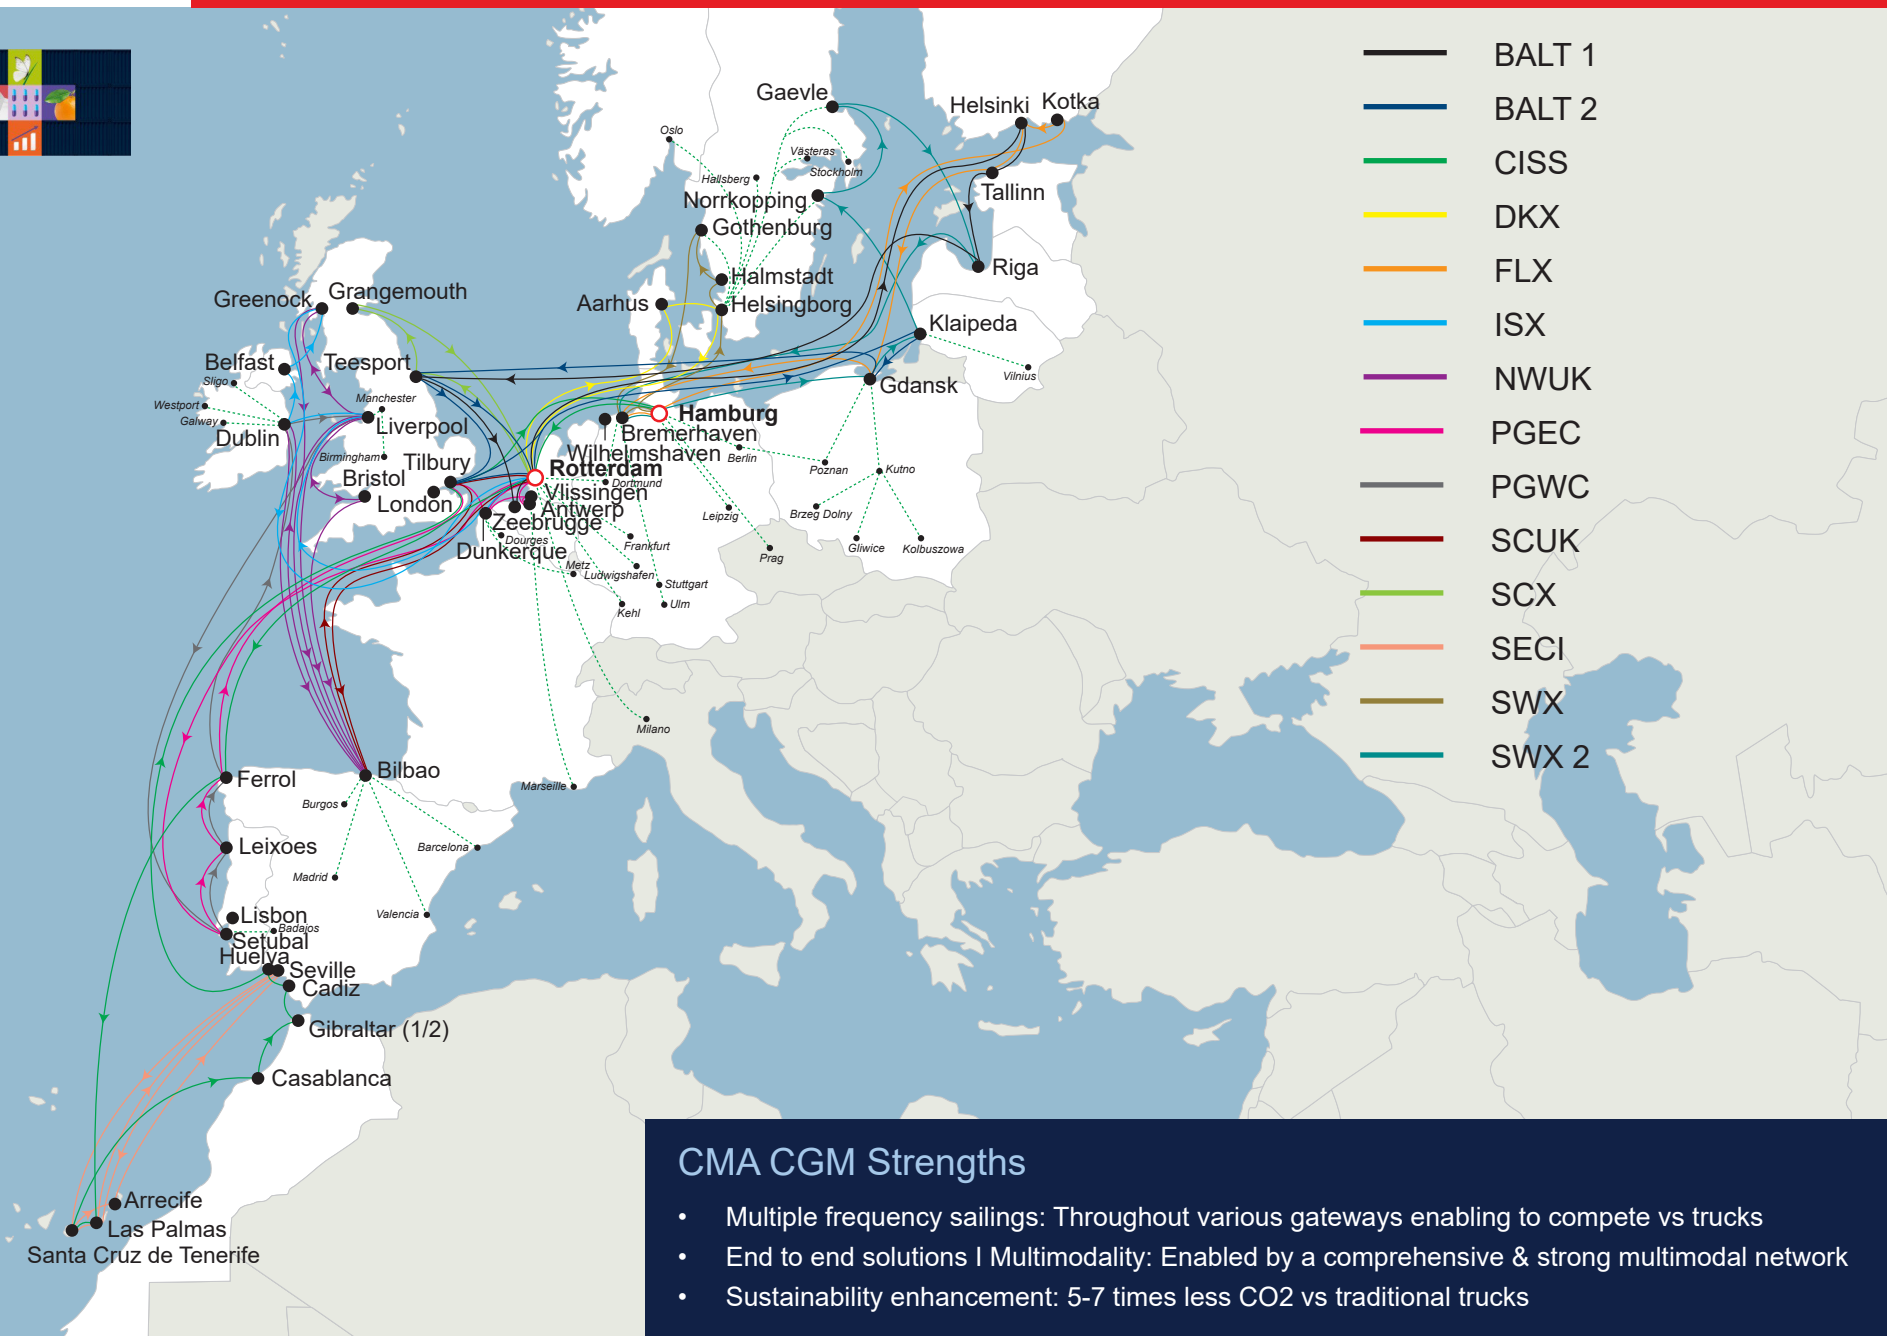 Gaevle
Helsinki
Kotka
Oslo
Västeras
Stockholm
Hallsberg
Norrkopping
Tallinn
Gothenburg
Riga
Halmstadt
Aarhus
Helsingborg
Greenock
Grangemouth
Klaipeda
Belfast
Teesport
Vilnius
Sligo
Gdansk
Westport
Manchester
Galway
Liverpool
Hamburg
Dublin
Bremerhaven
Wilhelmshaven
Berlin
Birmingham
Tilbury
Rotterdam
Poznan
Kutno
Bristol
Dortmund
London
Vlissingen
Antwerp
Leipzig
Brzeg Dolny
Zeebrugge
Dourges
Dunkerque
Frankfurt
Prag
Gliwice
Kolbuszowa
Metz
Ludwigshafen
Stuttgart
Kehl
Ulm
Milano
Ferrol
Bilbao
Marseille
Burgos
Leixoes
Barcelona
Madrid
Lisbon
Valencia
Badajos
Setubal
Huelva
Seville
Cadiz
Gibraltar (1/2)
Casablanca
Arrecife
Las Palmas
Santa Cruz de Tenerife
BALT 1
BALT 2
CISS
DKX
FLX
ISX
NWUK
PGEC
PGWC
SCUK
SCX
SECI
SWX
SWX 2
CMA CGM Strengths
• Multiple frequency sailings: Throughout various gateways enabling to compete vs trucks
• End to end solutions I Multimodality: Enabled by a comprehensive & strong multimodal network
• Sustainability enhancement: 5-7 times less CO2 vs traditional trucks